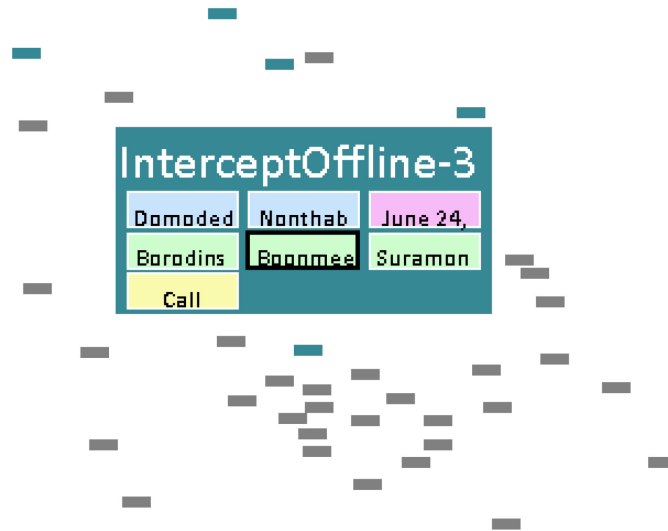 InterceptOffline-3
Domoded Nonthab June 24,
Borodins Boonmee Suramon
Call